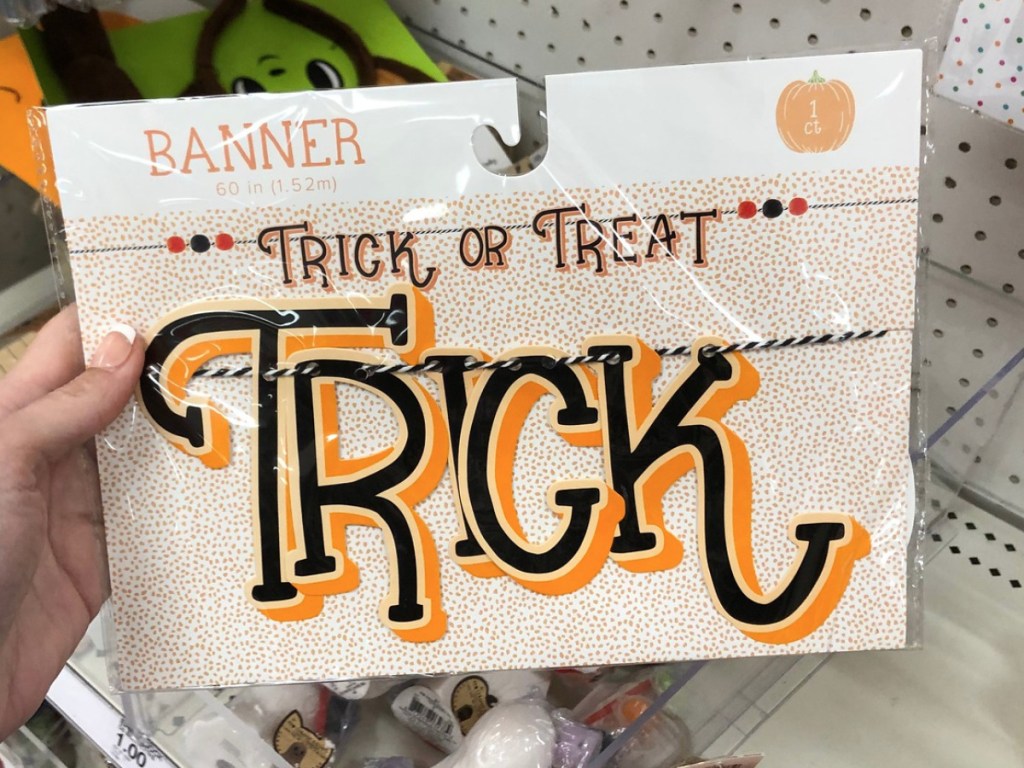 BANNER
60 in (1.52m)
1
ct
TRICK OR TREAT
TRICK
1.00